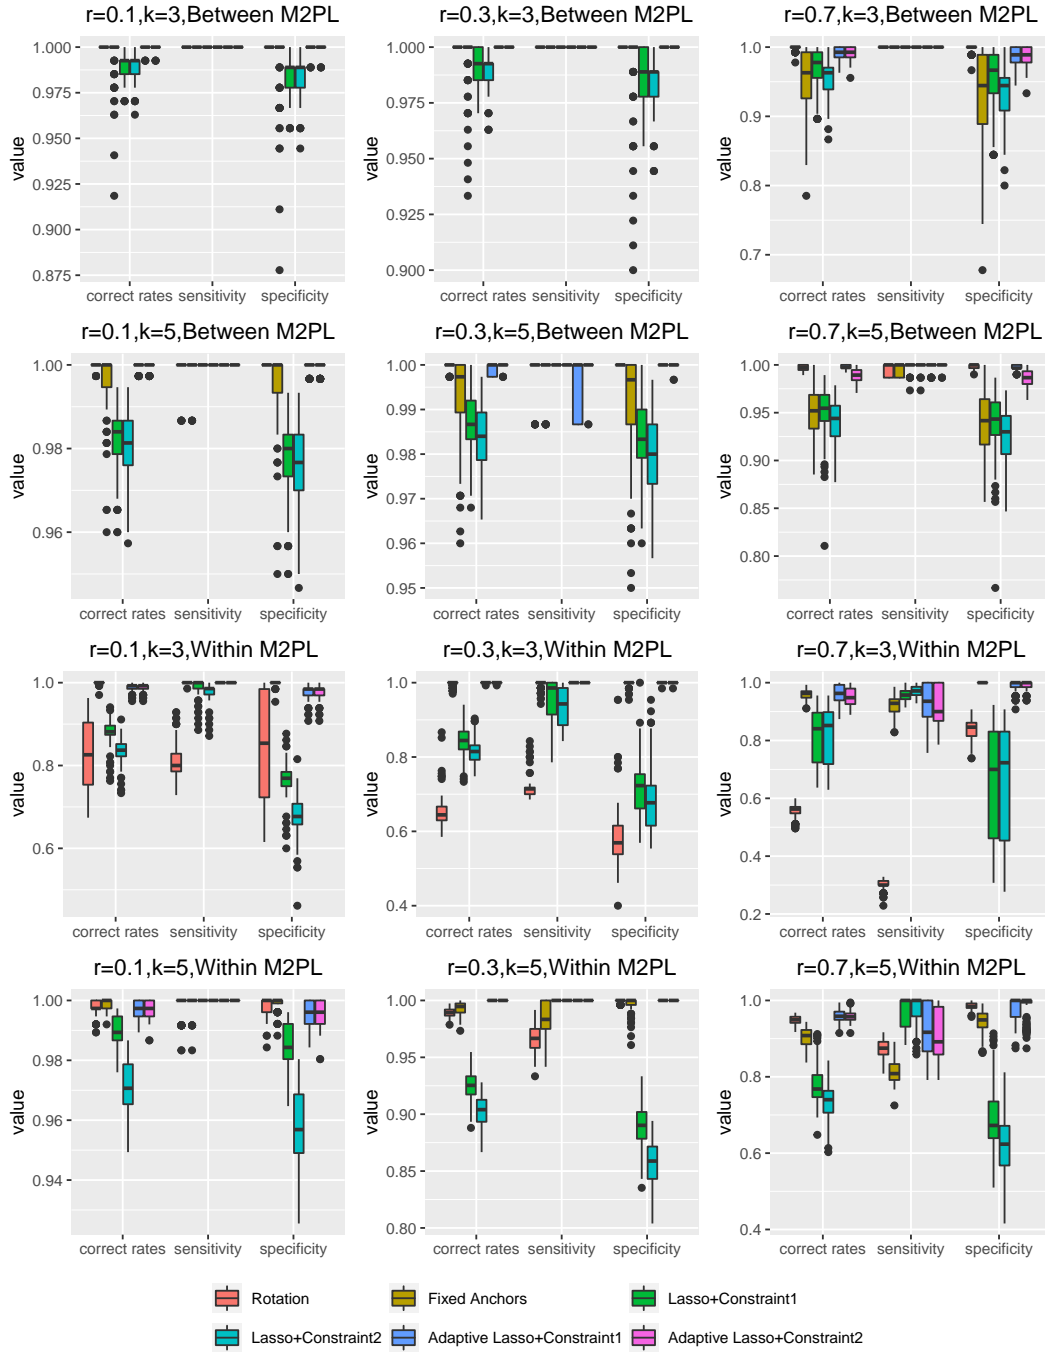 r=0.1,k=3,Between M2PL
r=0.3,k=3,Between M2PL
r=0.7,k=3,Between M2PL
value
1.000
0.975
0.950
0.925
0.900
0.875
correct rates
sensitivity
specificity
value
1.000
0.975
0.950
0.925
0.900
correct rates
sensitivity
specificity
value
1.0
0.9
0.8
0.7
correct rates
sensitivity
specificity
r=0.1,k=5,Between M2PL
r=0.3,k=5,Between M2PL
r=0.7,k=5,Between M2PL
value
1.00
0.98
0.96
correct rates
sensitivity
specificity
value
1.00
0.99
0.98
0.97
0.96
0.95
correct rates
sensitivity
specificity
value
1.00
0.95
0.90
0.85
0.80
correct rates
sensitivity
specificity
r=0.1,k=3,Within M2PL
r=0.3,k=3,Within M2PL
r=0.7,k=3,Within M2PL
value
1.0
0.8
0.6
correct rates
sensitivity
specificity
value
1.0
0.8
0.6
0.4
correct rates
sensitivity
specificity
value
1.0
0.8
0.6
0.4
0.2
correct rates
sensitivity
specificity
r=0.1,k=5,Within M2PL
r=0.3,k=5,Within M2PL
r=0.7,k=5,Within M2PL
value
1.00
0.98
0.96
0.94
correct rates
sensitivity
specificity
value
1.00
0.95
0.90
0.85
0.80
correct rates
sensitivity
specificity
value
1.0
0.8
0.6
0.4
correct rates
sensitivity
specificity
Rotation
Fixed Anchors
Lasso+Constraint1
Lasso+Constraint2
Adaptive Lasso+Constraint1
Adaptive Lasso+Constraint2